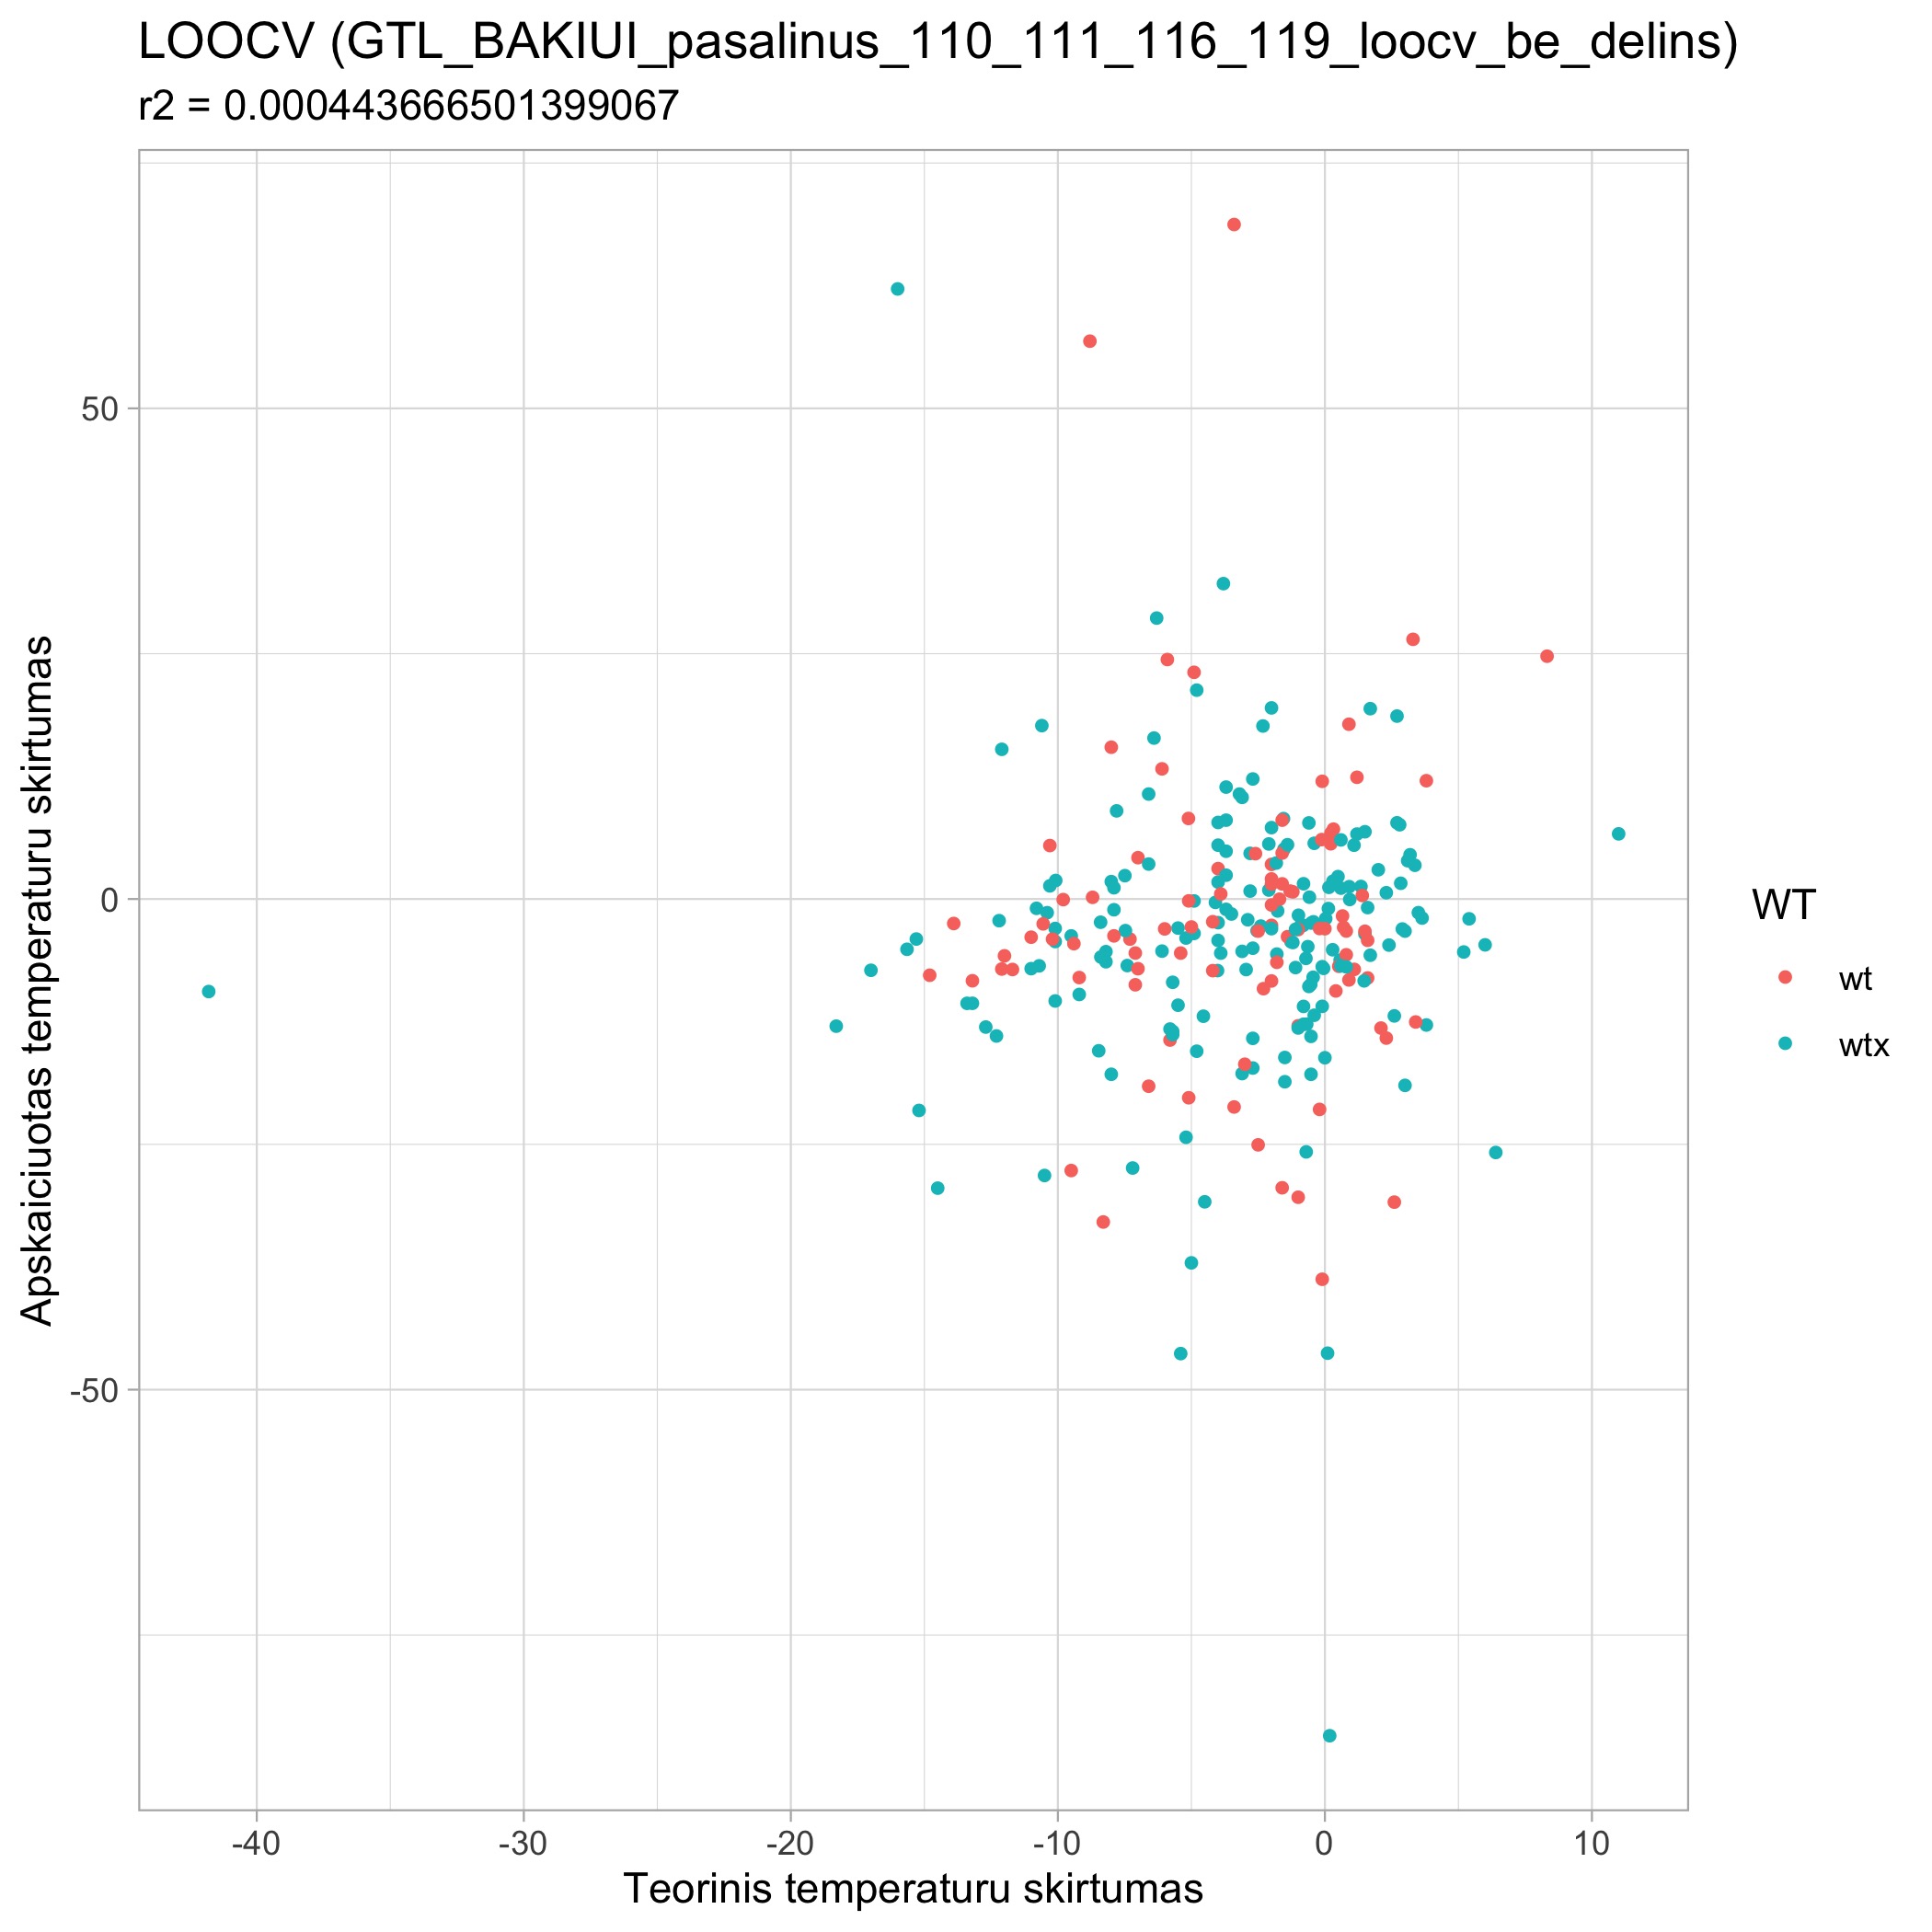 LOOCV (GTL_BAKIUI_pasalinus_110_111_116_119_loocv_be_delins)
r2 = 0.000443666501399067
Apskaiciuotas temperaturu skirtumas
50
0
-50
-40
-30
-20
-10
0
10
Teorinis temperaturu skirtumas
WT
wt
wtx